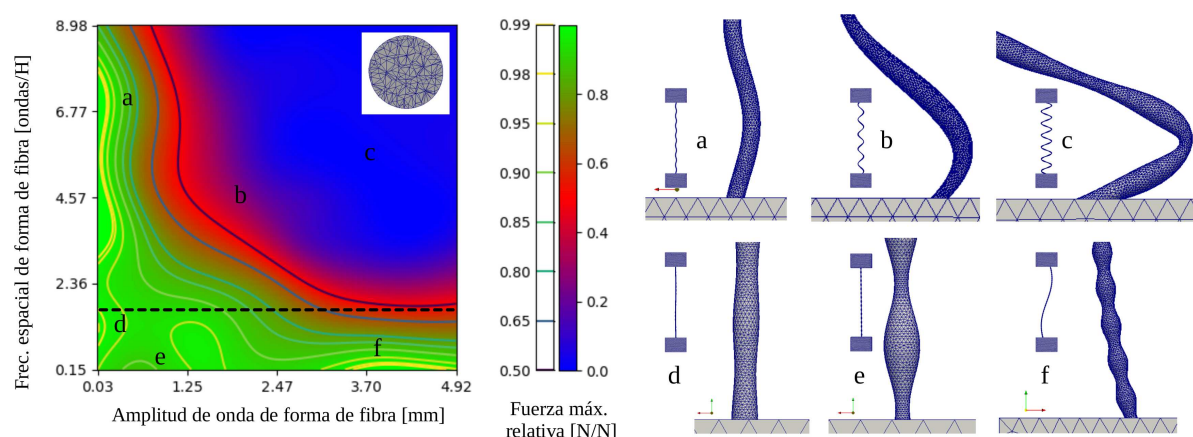 Frec. espacial de forma de fibra [ondas/H]
8.98
6.77
4.57
2.36
0.15
0.03
1.25
2.47
3.70
4.92
Amplitud de onda de forma de fibra [mm]
a
b
c
d
e
f
0.99
0.98
0.95
0.90
0.85
0.80
0.65
0.50
0.8
0.6
0.4
0.2
0.0
Fuerza máx.
relativa [N/N]
a
b
c
d
e
f